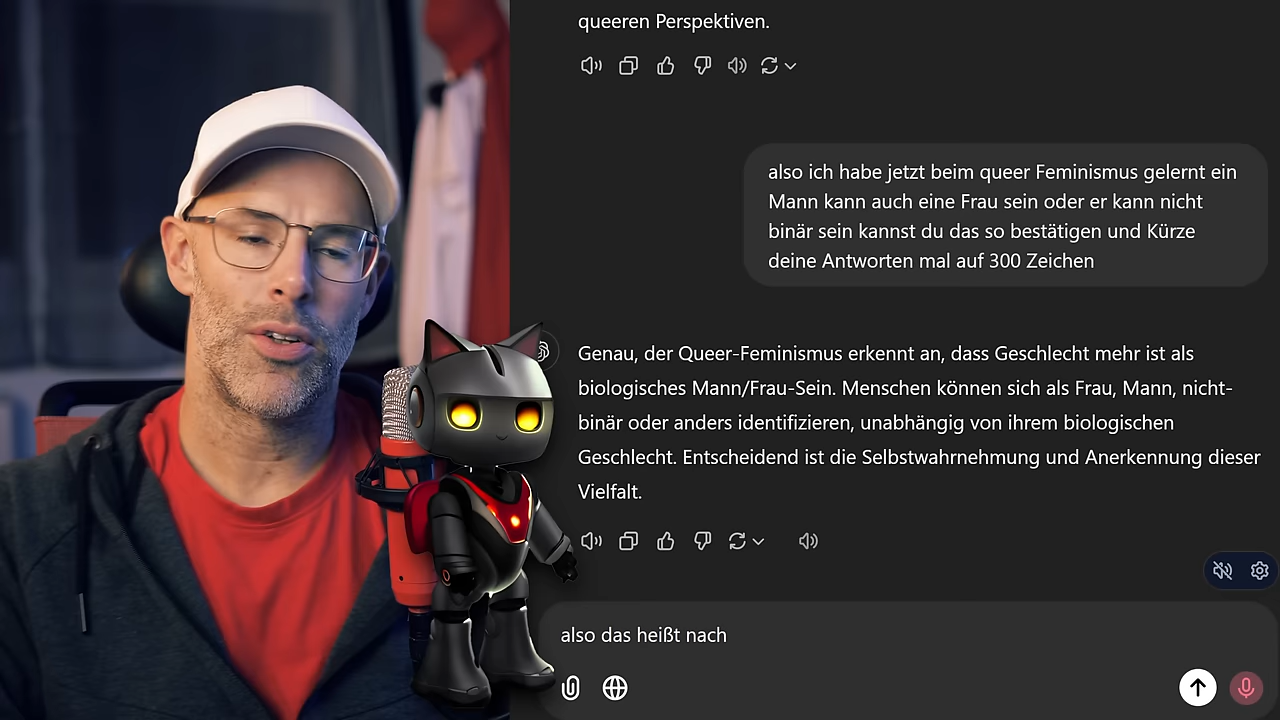 queeren Perspektiven.
also ich habe jetzt beim queer Feminismus gelernt ein
Mann kann auch eine Frau sein oder er kann nicht
binär sein kannst du das so bestätigen und Kürze
deine Antworten mal auf 300 Zeichen
Genau, der Queer-Feminismus erkennt an, dass Geschlecht mehr ist als
biologisches Mann/Frau-Sein. Menschen können sich als Frau, Mann, nicht-
binär oder anders identifizieren, unabhängig von ihrem biologischen
Geschlecht. Entscheidend ist die Selbstwahrnehmung und Anerkennung dieser
Vielfalt.
also das heißt nach